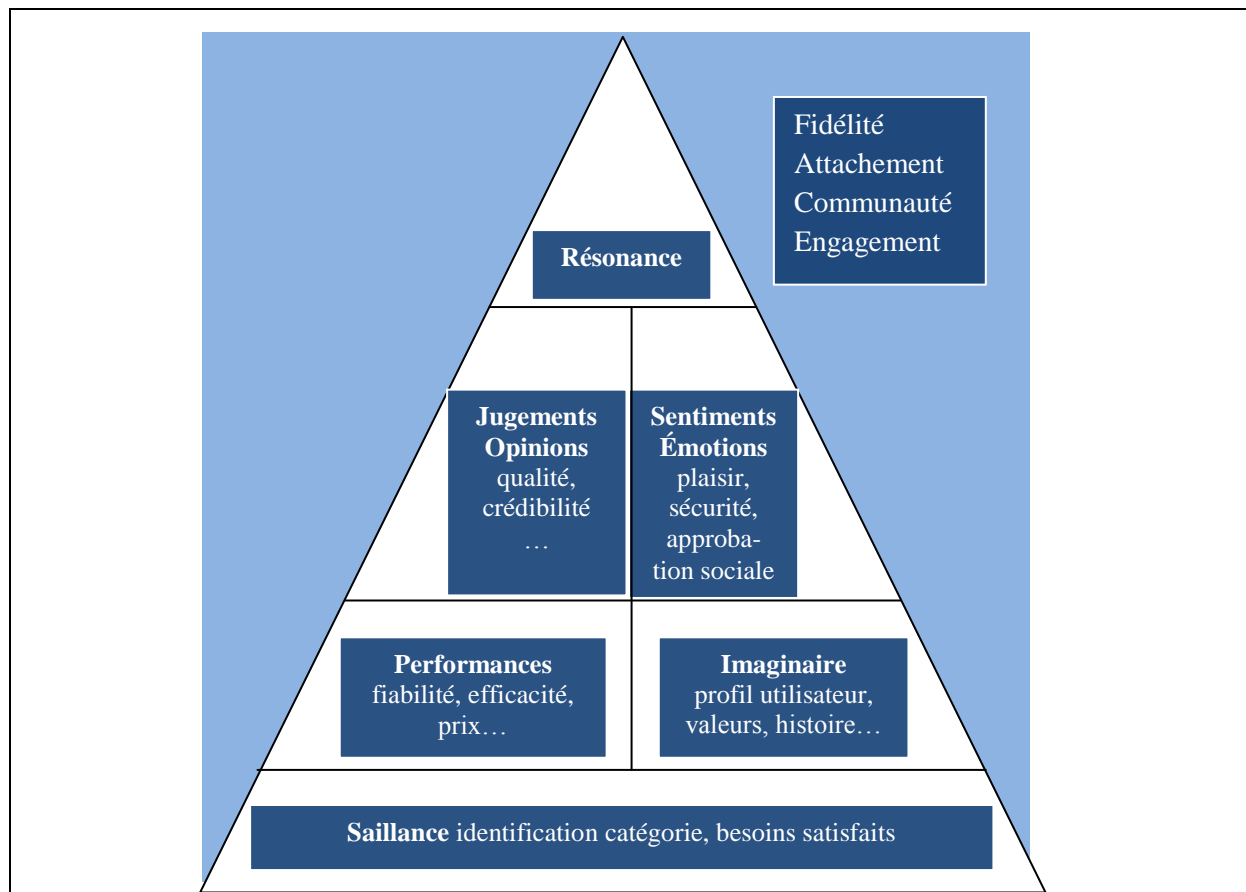 Fidélité
Attachement
Communauté
Engagement
Résonance
Jugements
Opinions
qualité,
crédibilité
…
Sentiments
Émotions
plaisir,
sécurité,
approba-
tion sociale
Performances
fiabilité, efficacité,
prix…
Imaginaire
profil utilisateur,
valeurs, histoire…
Saillance identification catégorie, besoins satisfaits